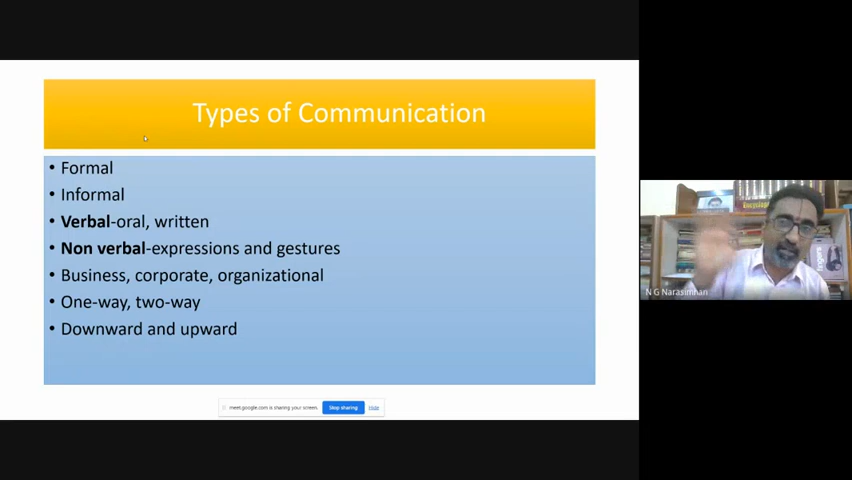 Types of Communication
• Formal
• Informal
• Verbal-oral, written
• Non verbal-expressions and gestures
• Business, corporate, organizational
• One-way, two-way
• Downward and upward
meet.google.com is sharing your screen.
Stop sharing
Hide
N G Narasimhan